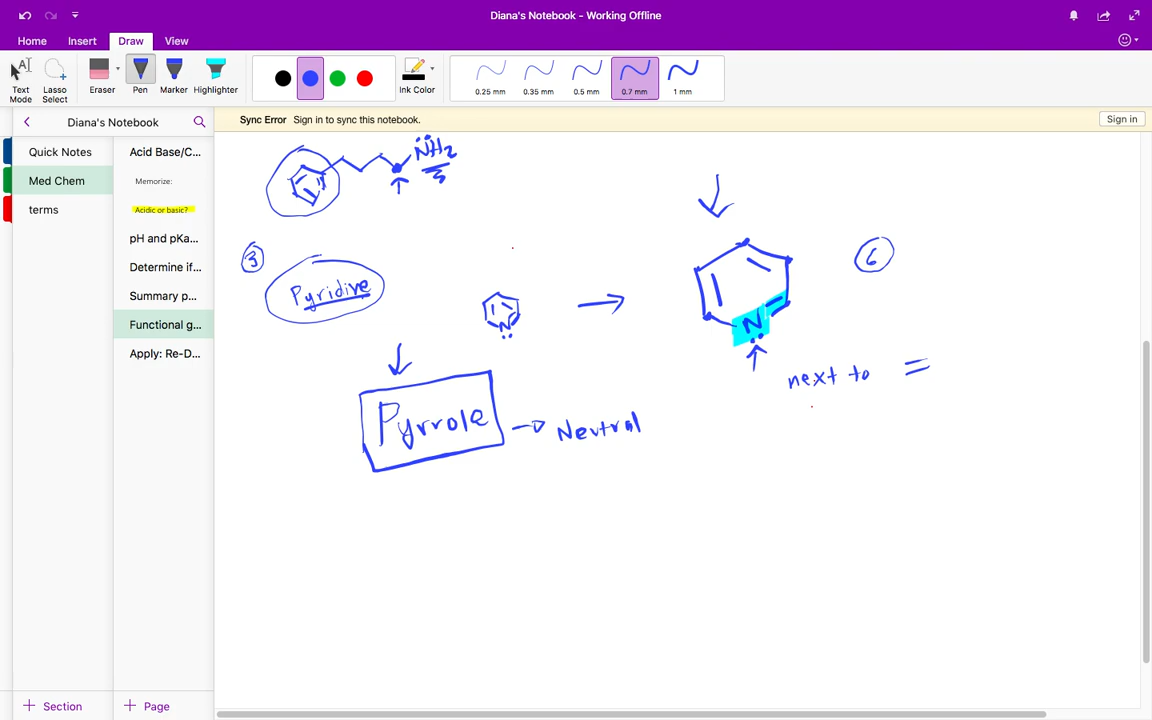 Diana's Notebook - Working Offline
Home Insert Draw View
Text Mode
Lasso Select
Eraser
Pen
Marker
Highlighter
Ink Color
0.25 mm
0.35 mm
0.5 mm
0.7 mm
1 mm
Diana's Notebook
Sync Error Sign in to sync this notebook.
Sign in
Quick Notes
Med Chem
terms
Acid Base/C...
Memorize:
Acidic or basic?
pH and pKa...
Determine if...
Summary p...
Functional g...
Apply: Re-D...
NH2
3
Pyridine
N
6
N
next to =
Pyrrole → Neutral
+ Section
+ Page